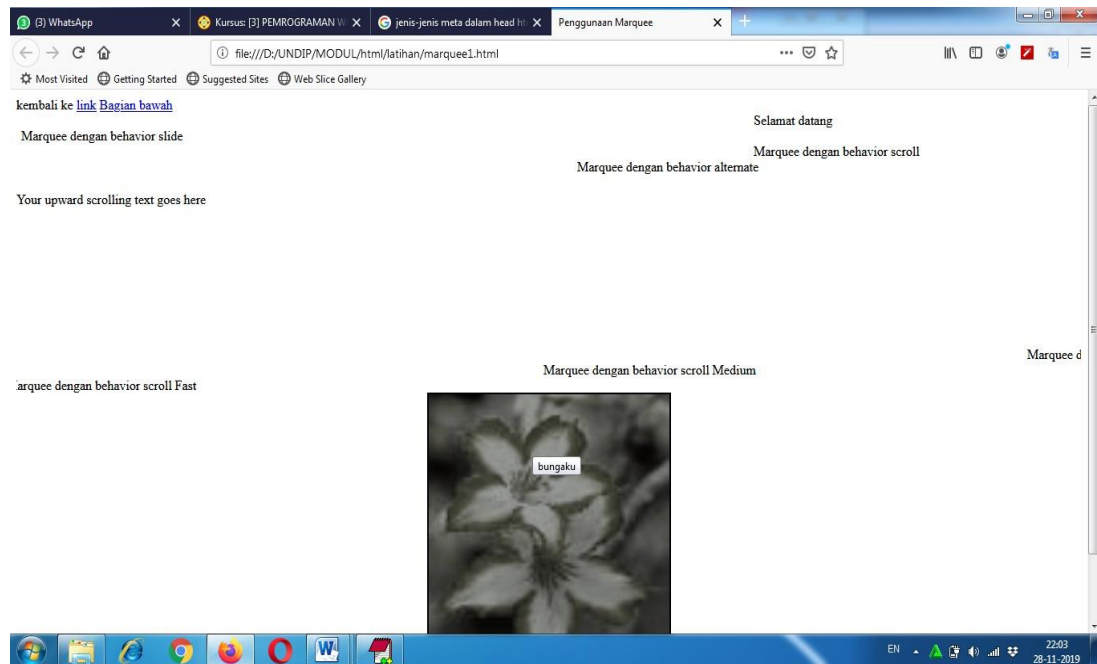 (3) WhatsApp
Kursus: [3] PEMROGRAMAN W
jenis-jenis meta dalam head ht
Penggunaan Marquee
file:///D:/UNDIP/MODUL/html/latihan/marquee1.html
Most Visited Getting Started Suggested Sites Web Slice Gallery
kembali ke link Bagian bawah
Selamat datang
Marquee dengan behavior slide
Marquee dengan behavior scroll
Marquee dengan behavior alternate
Your upward scrolling text goes here
Marquee d
Marquee dengan behavior scroll Medium
arquee dengan behavior scroll Fast
bungaku
EN
22:03
28-11-2019